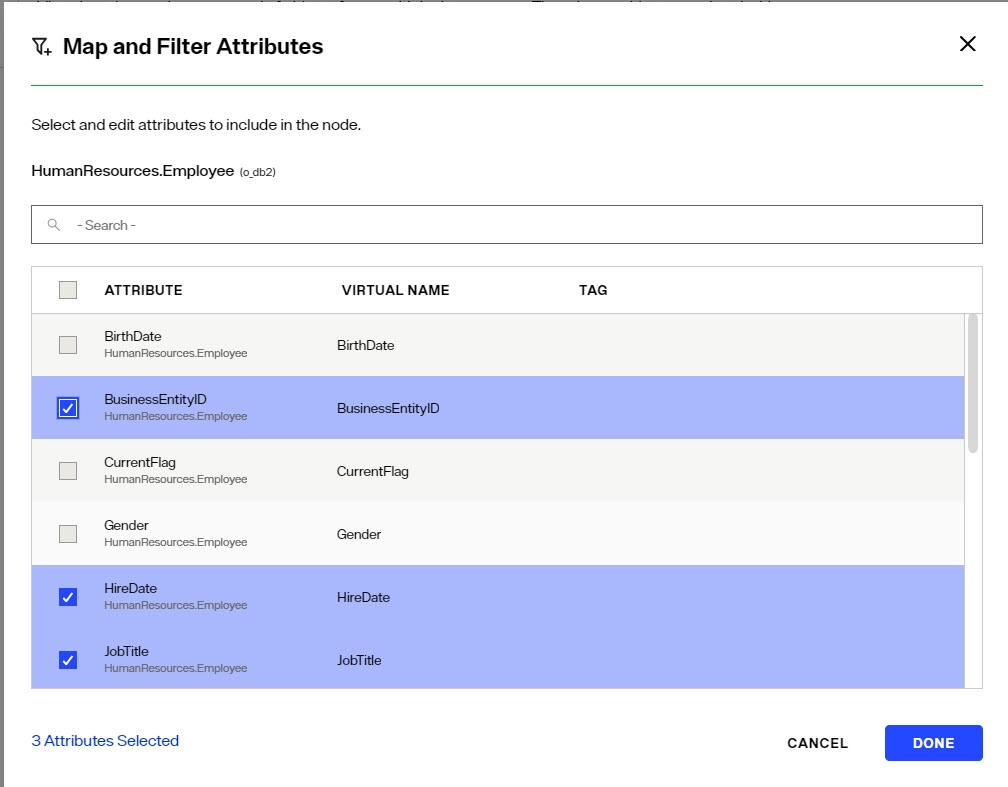 Map and Filter Attributes
Select and edit attributes to include in the node.
HumanResources.Employee (o_db2)
- Search -
ATTRIBUTE VIRTUAL NAME TAG
BirthDate
HumanResources.Employee
BirthDate
BusinessEntityID
HumanResources.Employee
BusinessEntityID
CurrentFlag
HumanResources.Employee
CurrentFlag
Gender
HumanResources.Employee
Gender
HireDate
HumanResources.Employee
HireDate
JobTitle
HumanResources.Employee
JobTitle
3 Attributes Selected
CANCEL DONE